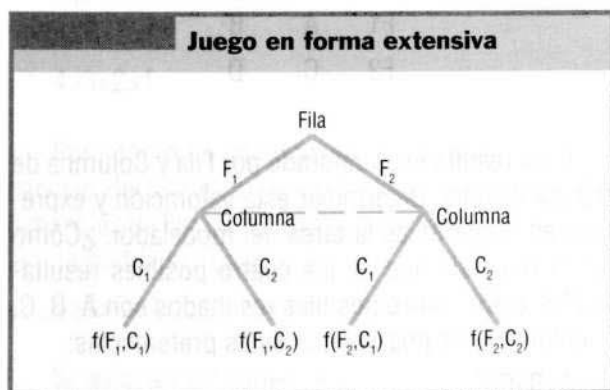 Juego en forma extensiva
Fila
F₁ F₂
Columna Columna
C₁ C₂ C₁ C₂
f(F₁,C₁) f(F₁,C₂) f(F₂,C₁) f(F₂,C₂)